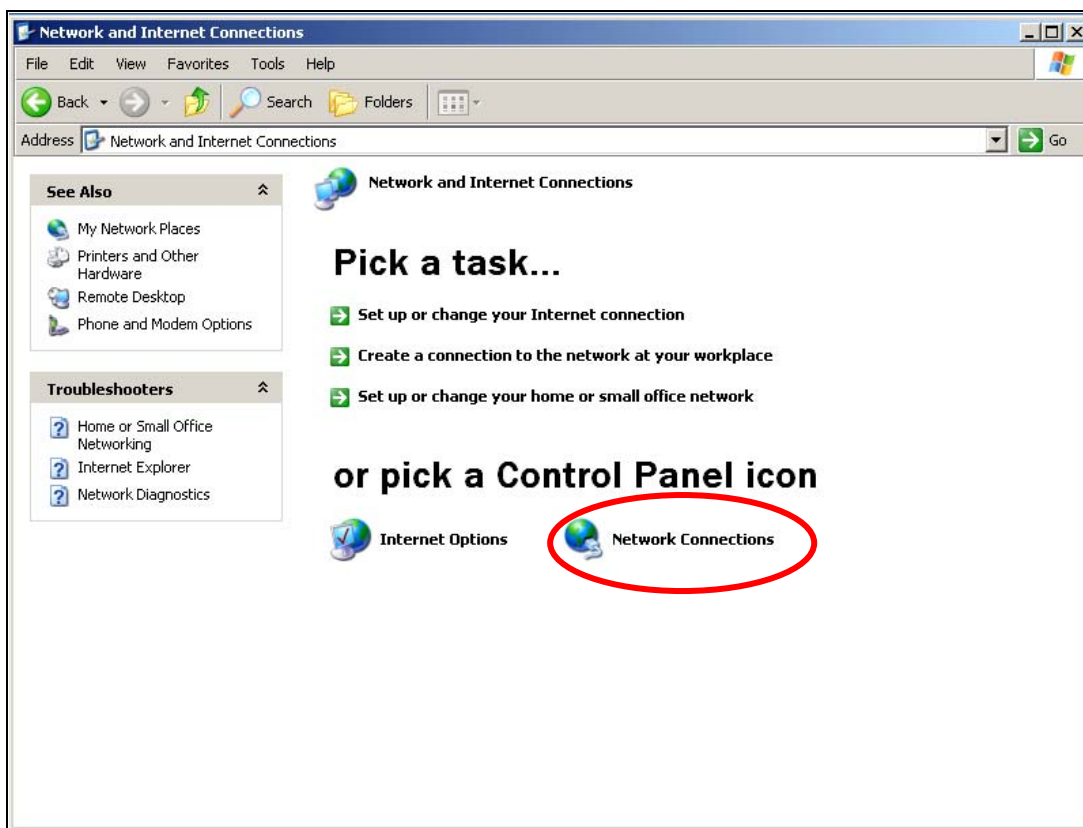 Network and Internet Connections
File Edit View Favorites Tools Help
Back Search Folders
Address Network and Internet Connections Go
See Also
My Network Places
Printers and Other
Hardware
Remote Desktop
Phone and Modem Options
Troubleshooters
Home or Small Office
Networking
Internet Explorer
Network Diagnostics
Network and Internet Connections
Pick a task...
Set up or change your Internet connection
Create a connection to the network at your workplace
Set up or change your home or small office network
or pick a Control Panel icon
Internet Options Network Connections